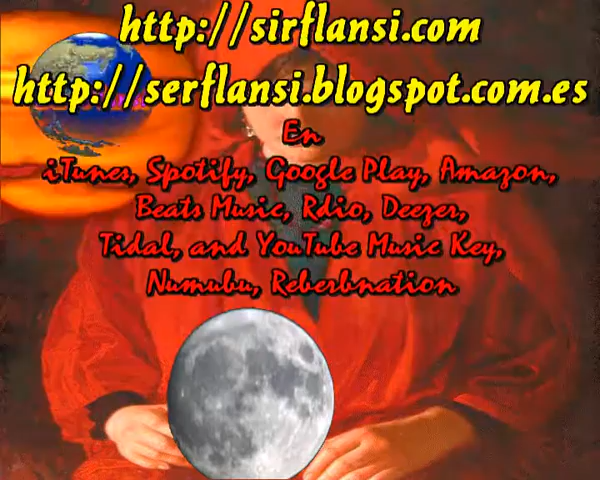 http://sirflansi.com
http://serflansi.blogspot.com.es
En
iTunes, Spotify, Google Play, Amazon,
Beats Music, Rdio, Deezer,
Tidal, and YouTube Music Key,
Numubu, Reberbnation